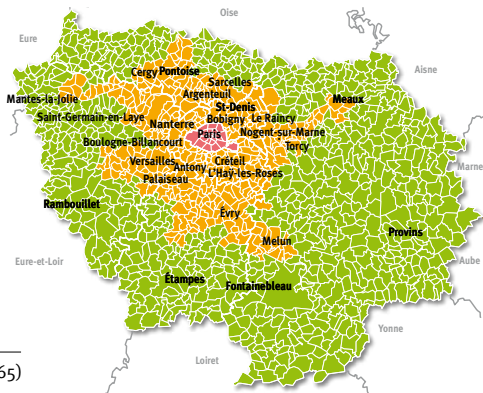 Oise
Eure
Aisne
Cergy Pontoise
Sarcelles
Argenteuil
Mantes-la-Jolie
Meaux
St-Denis
Saint-Germain-en-Laye
Bobigny
Le Raincy
Nanterre
Paris
Nogent-sur-Marne
Boulogne-Billancourt
Torcy
Versailles
Antony
Créteil
Marne
Palaiseau
L'Haÿ-les-Roses
Rambouillet
Évry
Provins
Melun
Eure-et-Loir
Aube
Étampes
Fontainebleau
Yonne
Loiret
65)